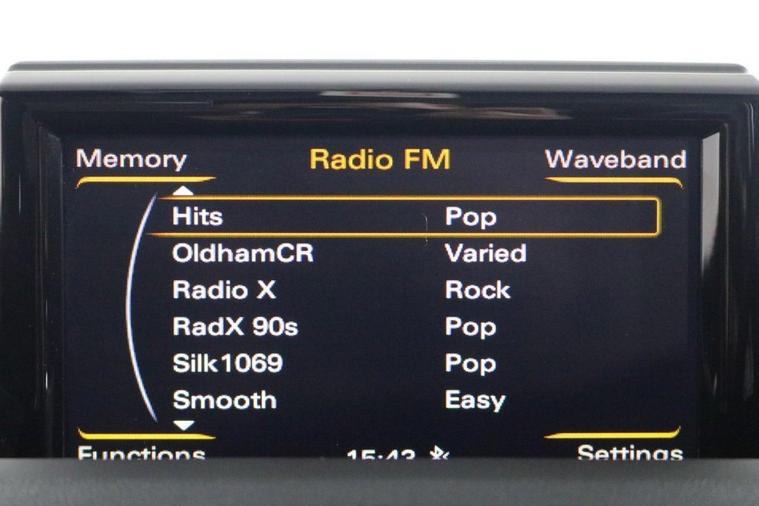 Memory Radio FM Waveband
Hits Pop
OldhamCR Varied
Radio X Rock
RadX 90s Pop
Silk1069 Pop
Smooth Easy
Functions 15:43 Settings